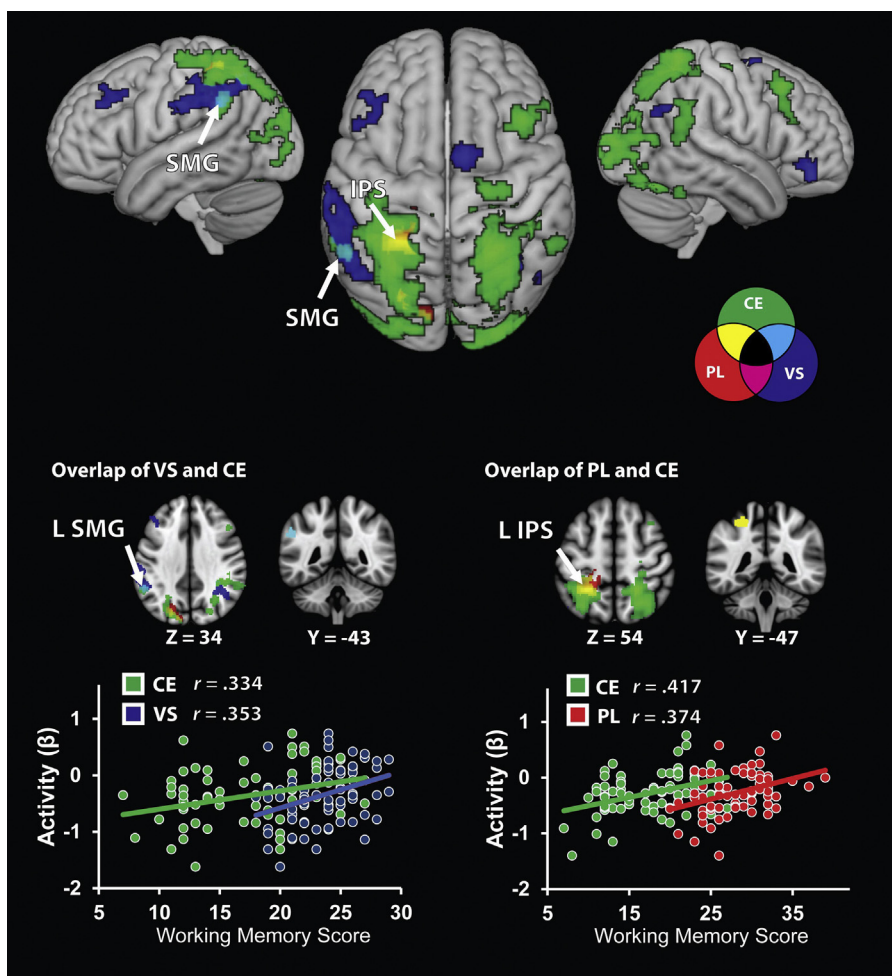 SMG
IPS
SMG
CE
PL
VS
Overlap of VS and CE
L SMG
Z = 34
Y = -43
Overlap of PL and CE
L IPS
Z = 54
Y = -47
CE r = .334
VS r = .353
Activity (β)
1
0
-1
-2
5 10 15 20 25 30
Working Memory Score
CE r = .417
PL r = .374
Activity (β)
1
0
-1
-2
5 15 25 35
Working Memory Score